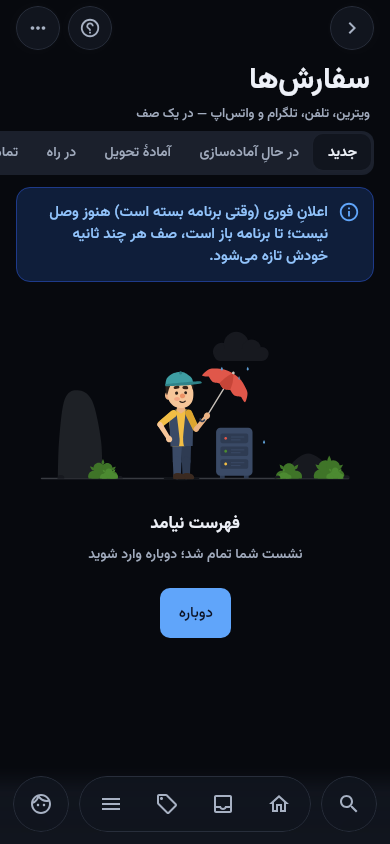 سفارش‌ها
ویترین، تلفن، تلگرام و واتس‌اپ — در یک صف
جدید
در حالِ آماده‌سازی
آمادهٔ تحویل
در راه
اعلانِ فوری (وقتی برنامه بسته است) هنوز وصل
نیست؛ تا برنامه باز است، صف هر چند ثانیه
خودش تازه می‌شود.
فهرست نیامد
نشست شما تمام شد؛ دوباره وارد شوید
دوباره